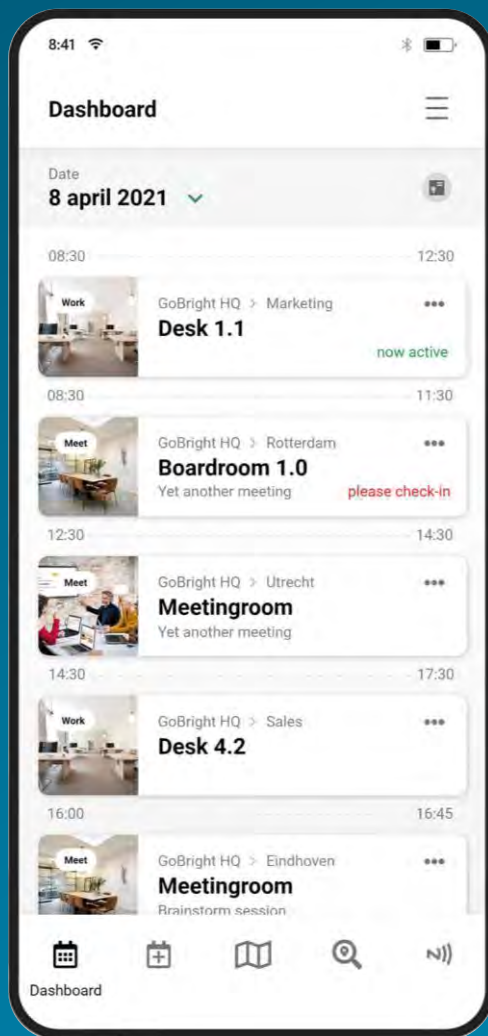 8:41
Dashboard
Date
8 april 2021
08:30 12:30
Work
GoBright HQ > Marketing
Desk 1.1
now active
08:30 11:30
Meet
GoBright HQ > Rotterdam
Boardroom 1.0
Yet another meeting please check-in
12:30 14:30
Meet
GoBright HQ > Utrecht
Meetingroom
Yet another meeting
14:30 17:30
Work
GoBright HQ > Sales
Desk 4.2
16:00 16:45
Meet
GoBright HQ > Eindhoven
Meetingroom
Brainstorm session
Dashboard